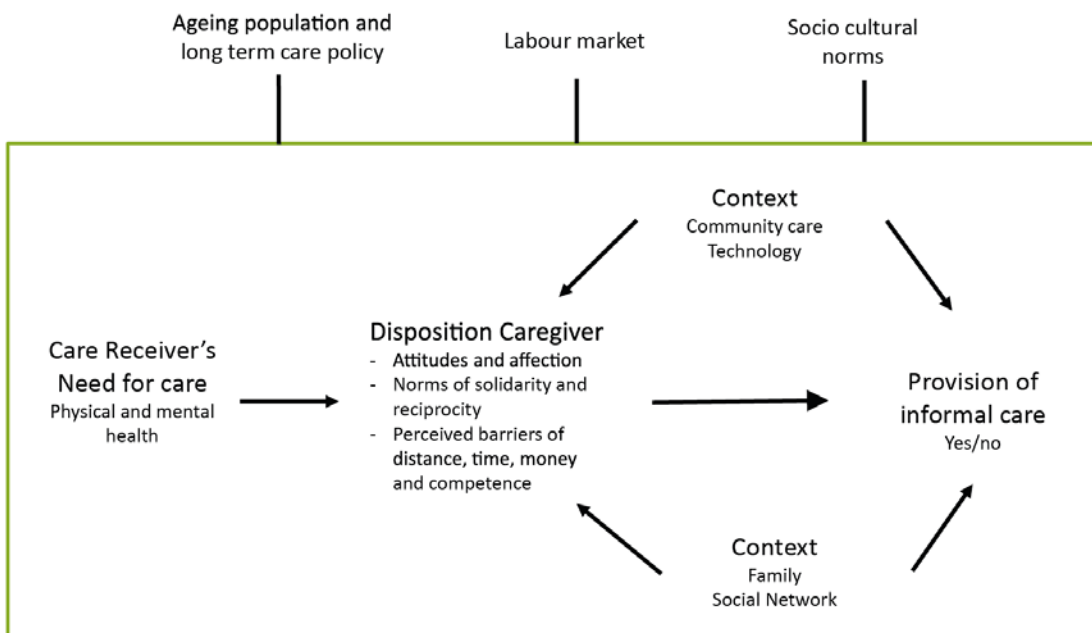 Ageing population and
long term care policy
Labour market
Socio cultural
norms
Context
Community care
Technology
Care Receiver's
Need for care
Physical and mental
health
Disposition Caregiver
- Attitudes and affection
- Norms of solidarity and
reciprocity
- Perceived barriers of
distance, time, money
and competence
Provision of
informal care
Yes/no
Context
Family
Social Network